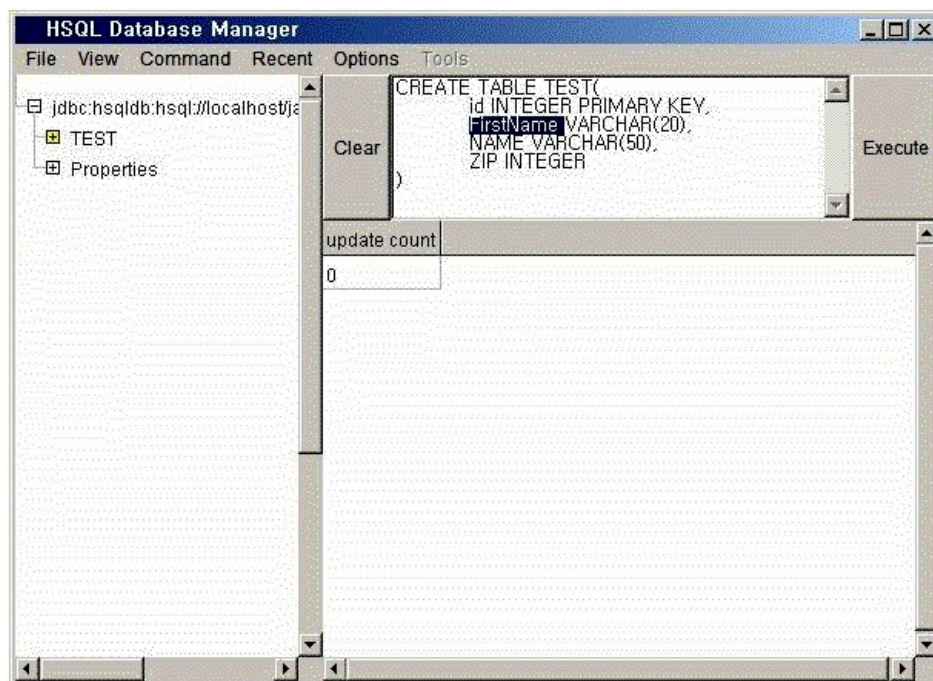 HSQL Database Manager
File View Command Recent Options Tools
jdbc:hsqldb:hsql://localhost/ja
TEST
Properties
Clear
CREATE TABLE TEST(
id INTEGER PRIMARY KEY,
FirstName VARCHAR(20),
NAME VARCHAR(50),
ZIP INTEGER
)
Execute
update count
0